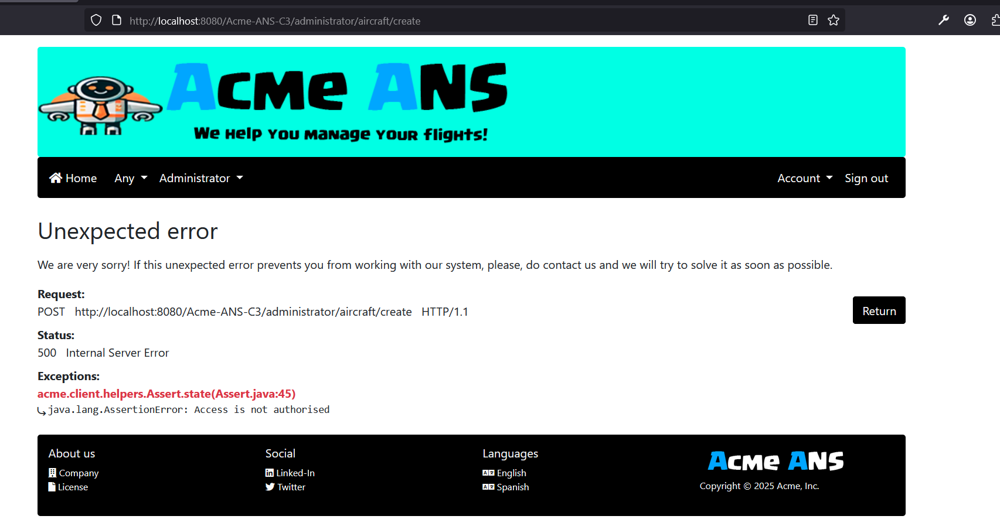 http://localhost:8080/Acme-ANS-C3/administrator/aircraft/create
Acme ANS
We help you manage your flights!
Home Any Administrator Account Sign out
Unexpected error
We are very sorry! If this unexpected error prevents you from working with our system, please, do contact us and we will try to solve it as soon as possible.
Request:
POST http://localhost:8080/Acme-ANS-C3/administrator/aircraft/create HTTP/1.1
Return
Status:
500 Internal Server Error
Exceptions:
acme.client.helpers.Assert.state(Assert.java:45)
java.lang.AssertionError: Access is not authorised
About us
Company
License
Social
Linked-In
Twitter
Languages
English
Spanish
Acme ANS
Copyright © 2025 Acme, Inc.